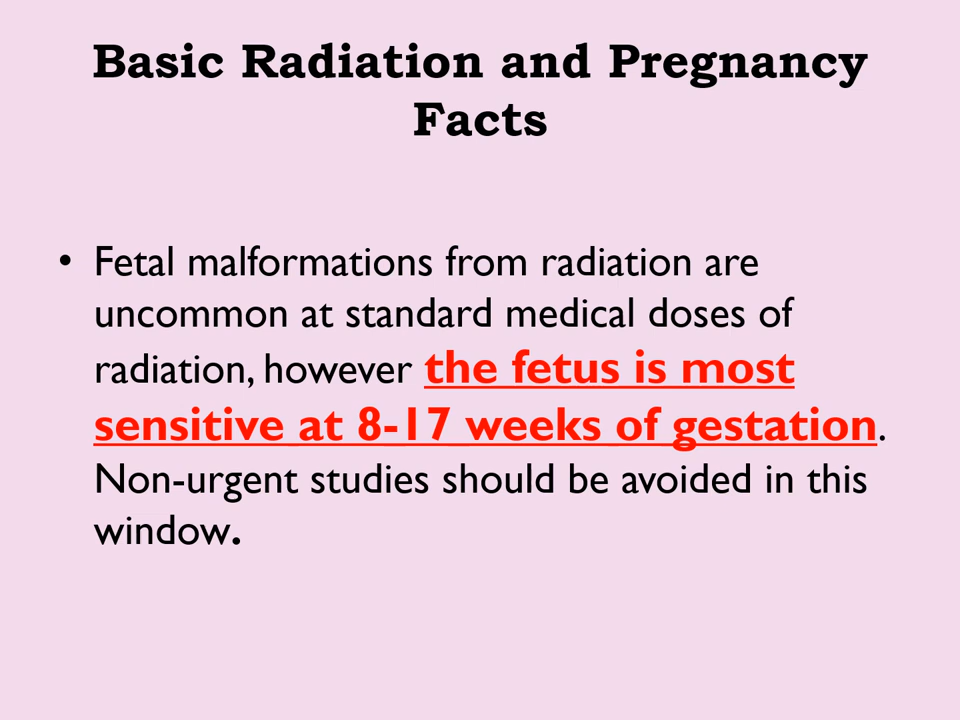 Basic Radiation and Pregnancy
Facts
• Fetal malformations from radiation are
uncommon at standard medical doses of
radiation, however the fetus is most
sensitive at 8-17 weeks of gestation.
Non-urgent studies should be avoided in this
window.